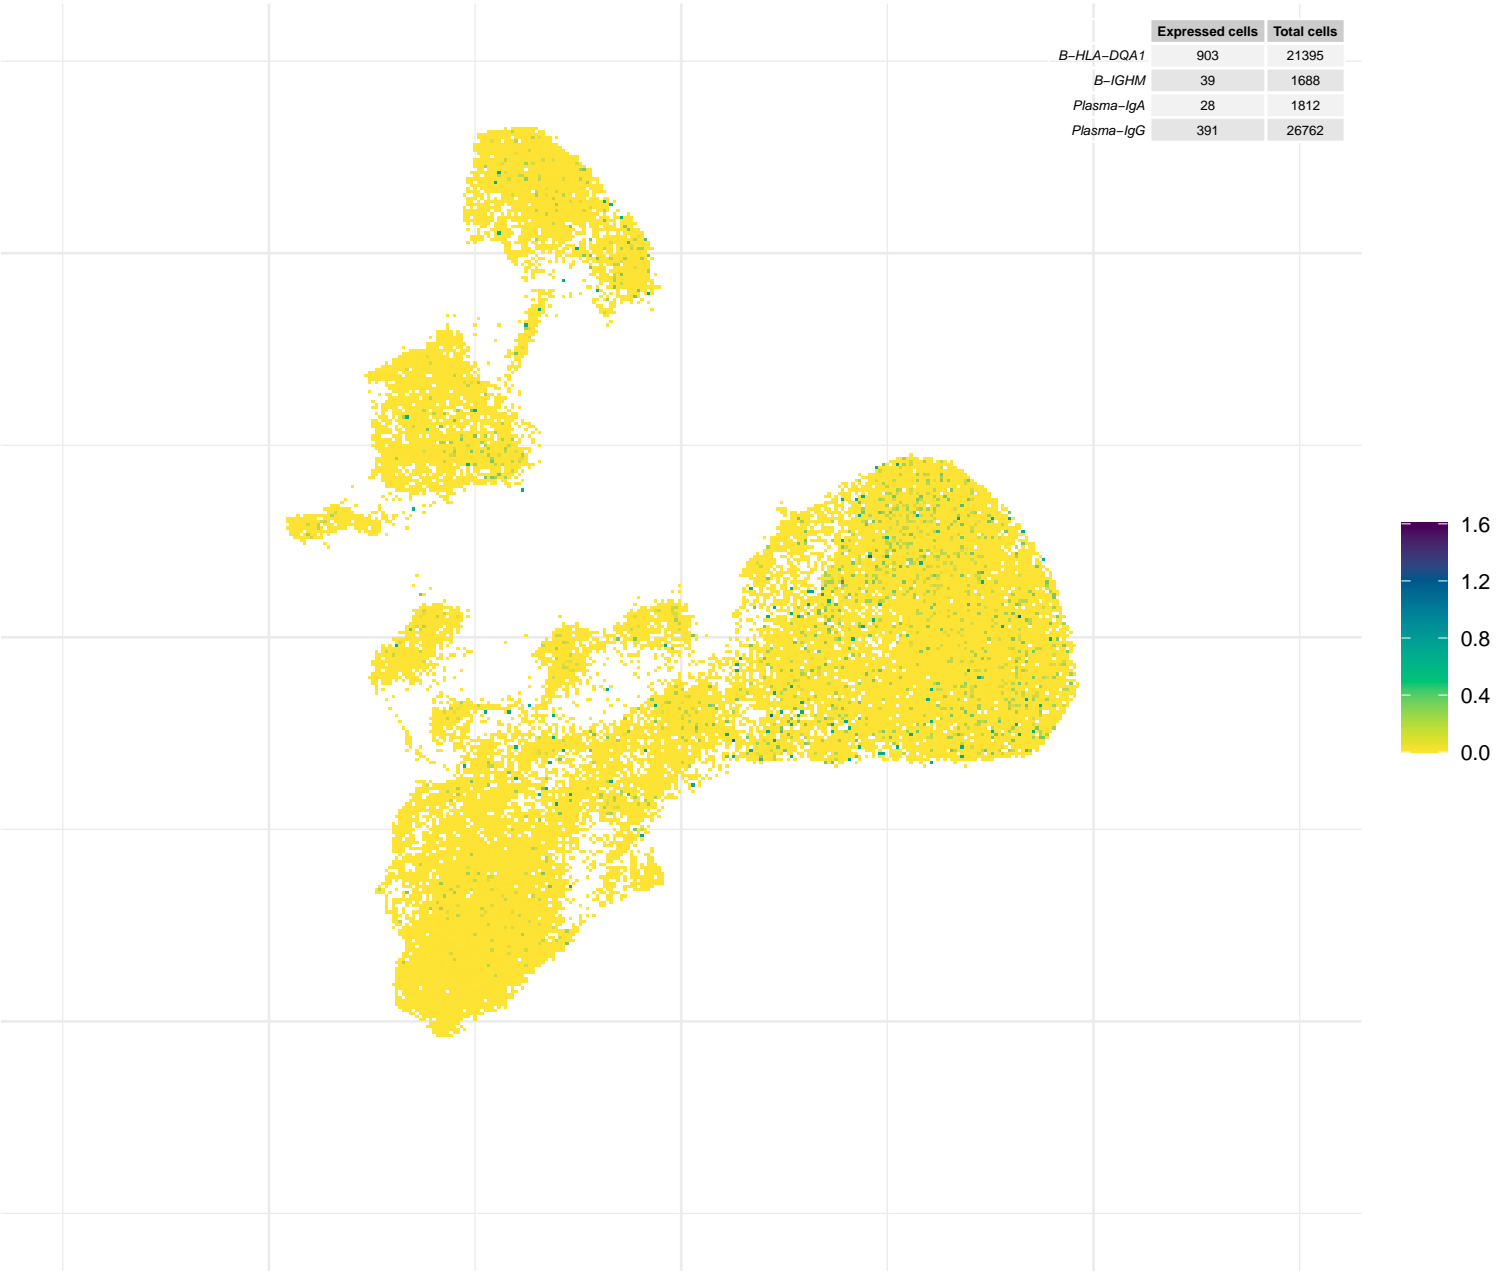 Expressed cells Total cells
B−HLA−DQA1 903 21395
B−IGHM 39 1688
Plasma−IgA 28 1812
Plasma−IgG 391 26762
1.6
1.2
0.8
0.4
0.0